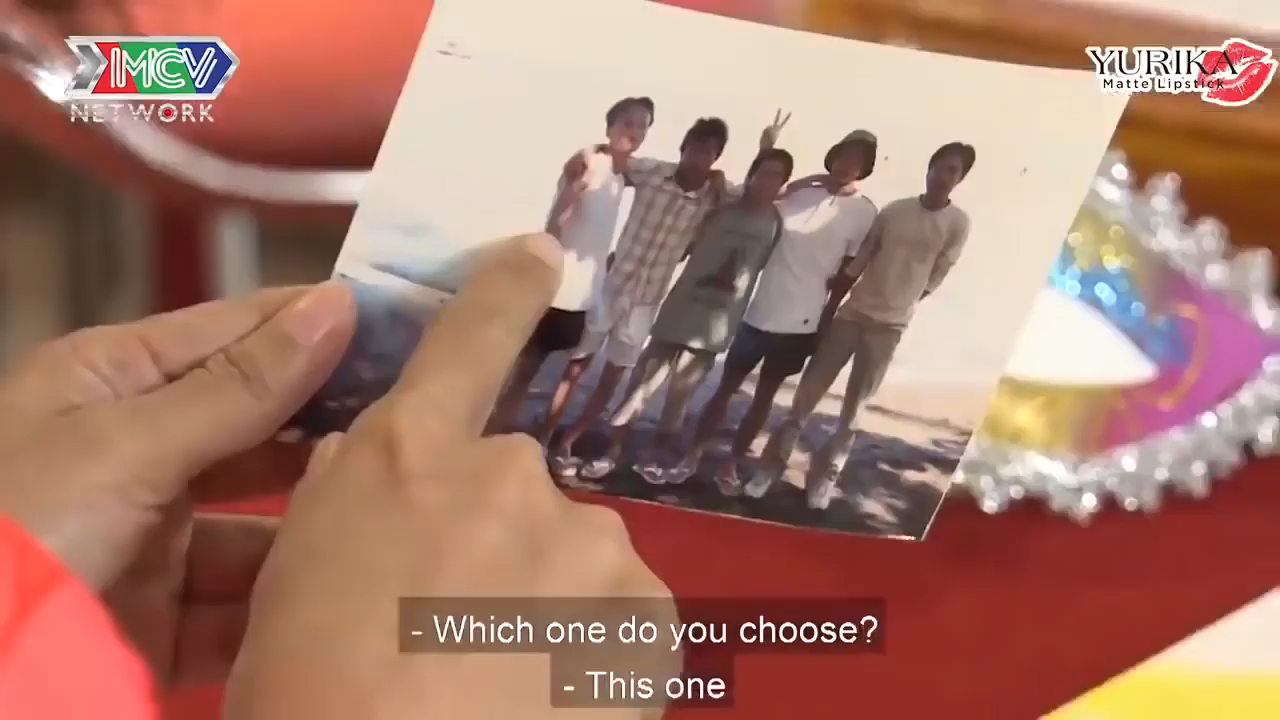 MCV
NETWORK
YURIKA
Matte Lipstick
- Which one do you choose?
- This one